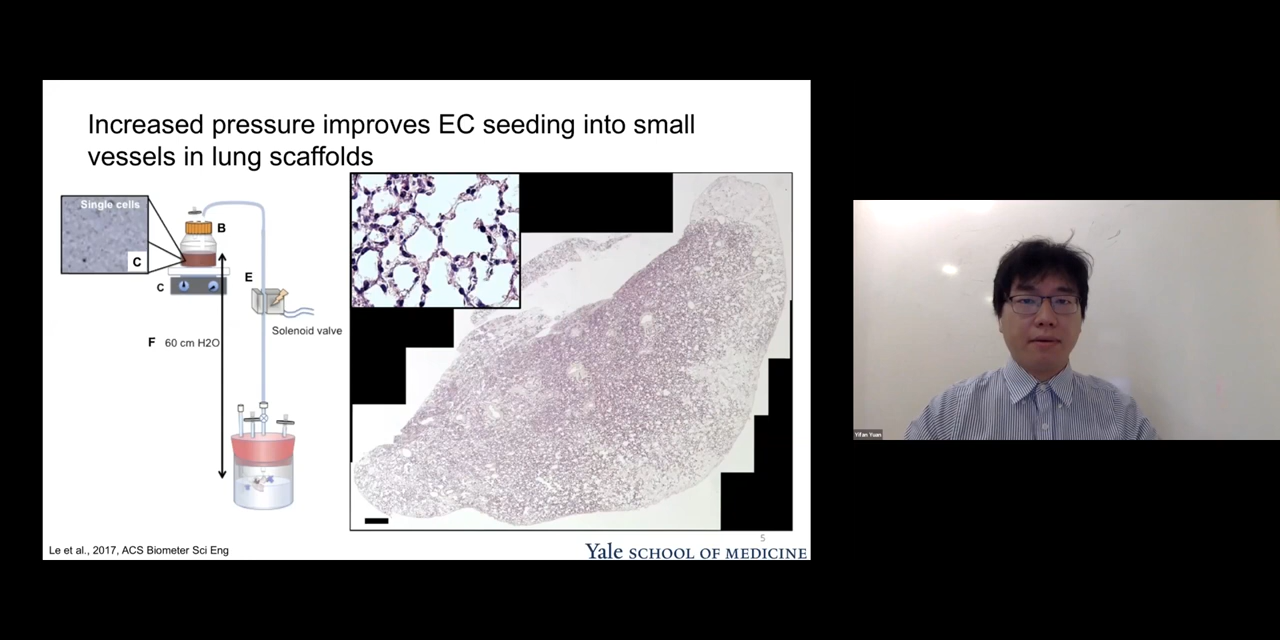 Increased pressure improves EC seeding into small
vessels in lung scaffolds
Single cells
C
B
C
E
Solenoid valve
F 60 cm H2O
Le et al., 2017, ACS Biometer Sci Eng
5
Yale SCHOOL OF MEDICINE
Yifan Yuan